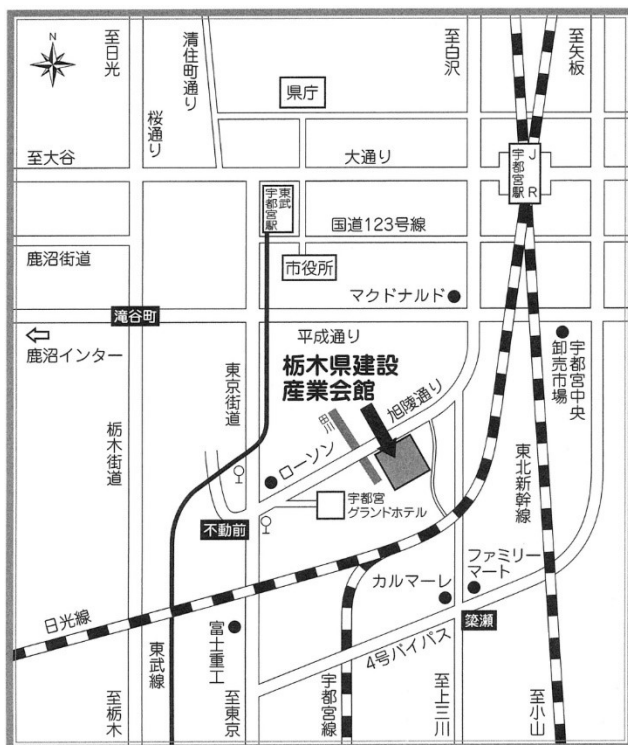 N
至日光
清住町通り
至白沢
至矢板
桜通り
県庁
至大谷
大通り
JR
宇都宮駅
東武
宇都宮駅
国道123号線
鹿沼街道
市役所
マクドナルド
滝谷町
平成通り
鹿沼インター
宇都宮中央
卸売市場
栃木県建設
産業会館
東京街道
旭陵通り
栃木街道
田川
ローソン
東北新幹線
宇都宮
グランドホテル
不動前
ファミリー
マート
カルマーレ
日光線
簗瀬
富士重工
4号バイパス
東武線
宇都宮線
至栃木
至東京
至上三川
至小山